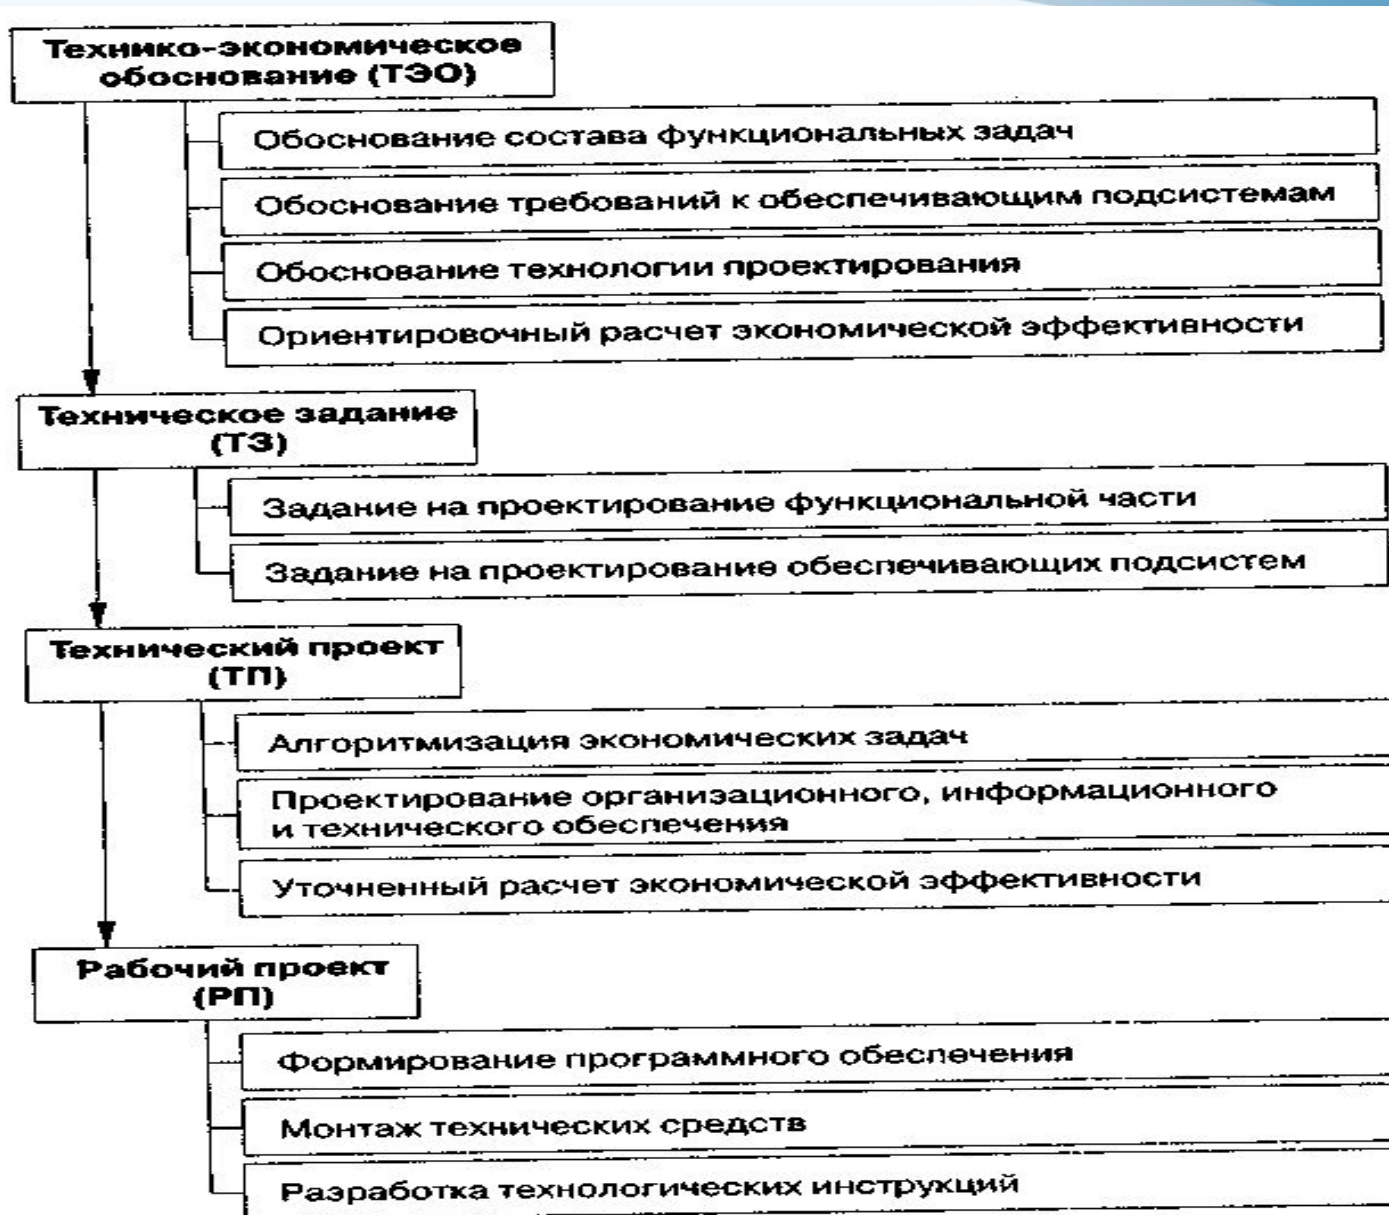 Технико-экономическое
обоснование (ТЭО)
Обоснование состава функциональных задач
Обоснование требований к обеспечивающим подсистемам
Обоснование технологии проектирования
Ориентировочный расчет экономической эффективности
Техническое задание
(ТЗ)
Задание на проектирование функциональной части
Задание на проектирование обеспечивающих подсистем
Технический проект
(ТП)
Алгоритмизация экономических задач
Проектирование организационного, информационного
и технического обеспечения
Уточненный расчет экономической эффективности
Рабочий проект
(РП)
Формирование программного обеспечения
Монтаж технических средств
Разработка технологических инструкций